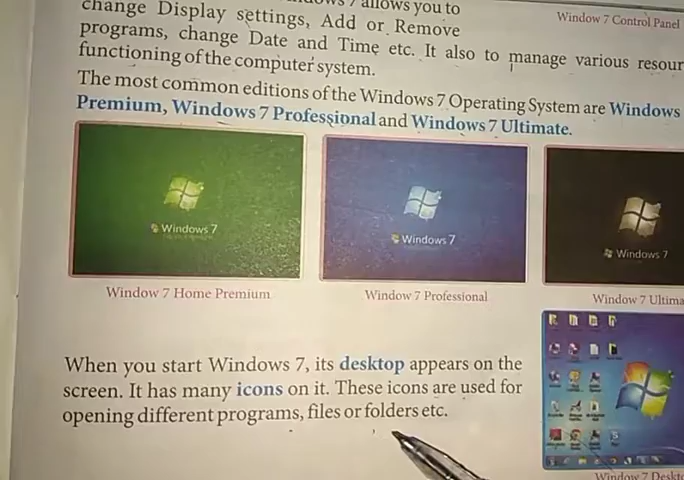 change Display settings, Add or Remove
Window 7 Control Panel
programs, change Date and Time etc. It also to manage various resour
functioning of the computer system.
The most common editions of the Windows 7 Operating System are Windows
Premium, Windows 7 Professional and Windows 7 Ultimate.
Windows 7
Windows 7
Windows 7
Window 7 Home Premium
Window 7 Professional
Window 7 Ultima
When you start Windows 7, its desktop appears on the
screen. It has many icons on it. These icons are used for
opening different programs, files or folders etc.
Window 7 Deskto